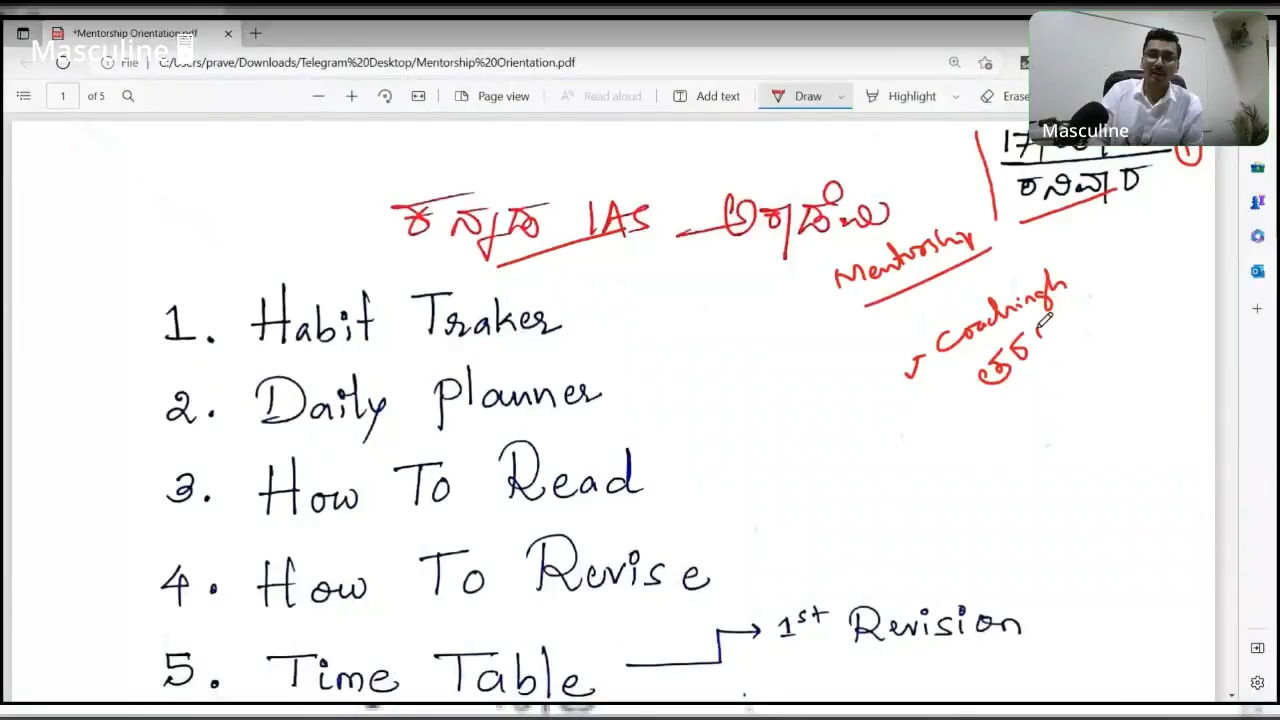 *Mentorship Orientation.pdf
Masculine
File C:/Users/prave/Downloads/Telegram%20Desktop/Mentorship%20Orientation.pdf
1 of 5 Page view Read aloud Add text Draw Highlight Erase
Masculine
ಶನಿವಾರ
ಕನ್ನಡ IAS
Mentorship
Coachingh
1. Habit Traker
2. Daily Planner
3. How To Read
4. How To Revise
5. Time Table → 1st Revision